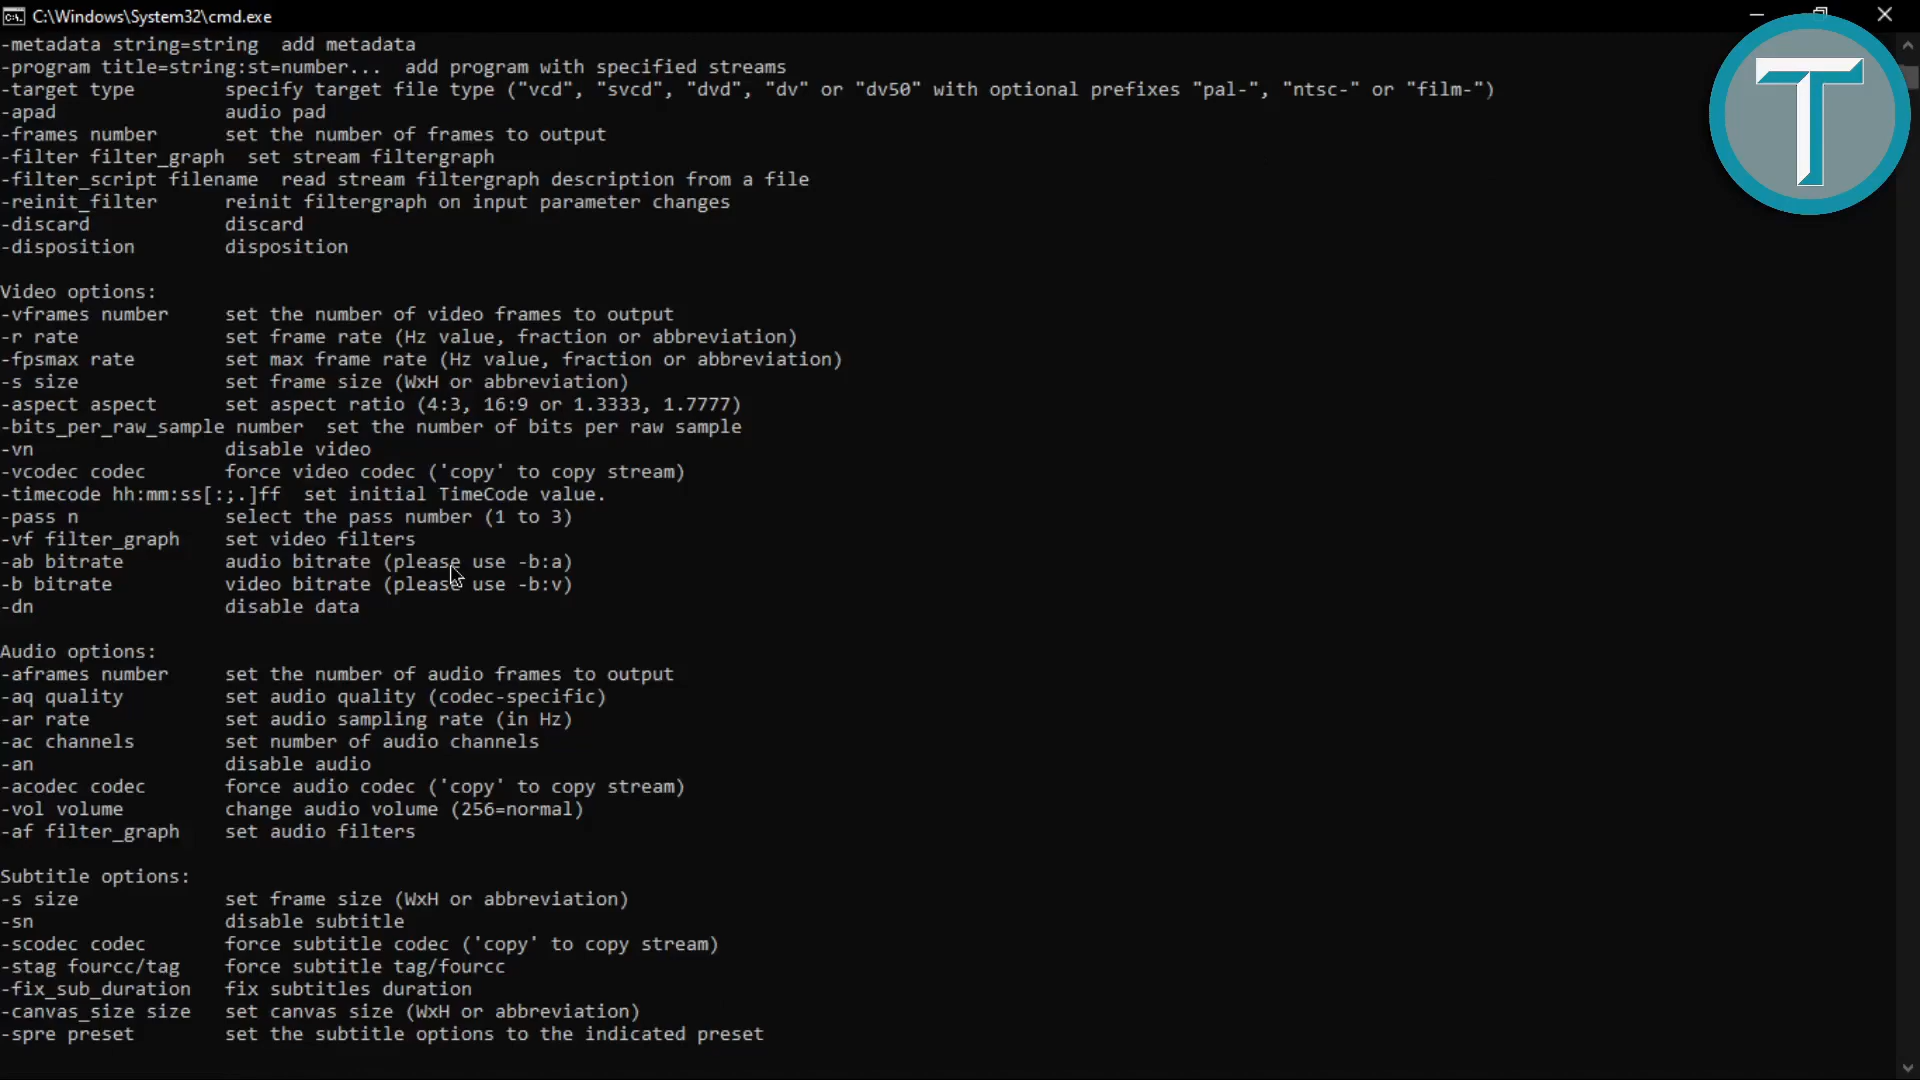 C:\Windows\System32\cmd.exe
-metadata string=string  add metadata
-program title=string:st=number...  add program with specified streams
-target type        specify target file type ("vcd", "svcd", "dvd", "dv" or "dv50" with optional prefixes "pal-", "ntsc-" or "film-")
-apad               audio pad
-frames number      set the number of frames to output
-filter filter_graph  set stream filtergraph
-filter_script filename  read stream filtergraph description from a file
-reinit_filter      reinit filtergraph on input parameter changes
-discard            discard
-disposition        disposition
Video options:
-vframes number     set the number of video frames to output
-r rate             set frame rate (Hz value, fraction or abbreviation)
-fpsmax rate        set max frame rate (Hz value, fraction or abbreviation)
-s size             set frame size (WxH or abbreviation)
-aspect aspect      set aspect ratio (4:3, 16:9 or 1.3333, 1.7777)
-bits_per_raw_sample number  set the number of bits per raw sample
-vn                 disable video
-vcodec codec       force video codec ('copy' to copy stream)
-timecode hh:mm:ss[:;.]ff  set initial TimeCode value.
-pass n             select the pass number (1 to 3)
-vf filter_graph    set video filters
-ab bitrate         audio bitrate (please use -b:a)
-b bitrate          video bitrate (please use -b:v)
-dn                 disable data
Audio options:
-aframes number     set the number of audio frames to output
-aq quality         set audio quality (codec-specific)
-ar rate            set audio sampling rate (in Hz)
-ac channels        set number of audio channels
-an                 disable audio
-acodec codec       force audio codec ('copy' to copy stream)
-vol volume         change audio volume (256=normal)
-af filter_graph    set audio filters
Subtitle options:
-s size             set frame size (WxH or abbreviation)
-sn                 disable subtitle
-scodec codec       force subtitle codec ('copy' to copy stream)
-stag fourcc/tag    force subtitle tag/fourcc
-fix_sub_duration   fix subtitles duration
-canvas_size size   set canvas size (WxH or abbreviation)
-spre preset        set the subtitle options to the indicated preset
T